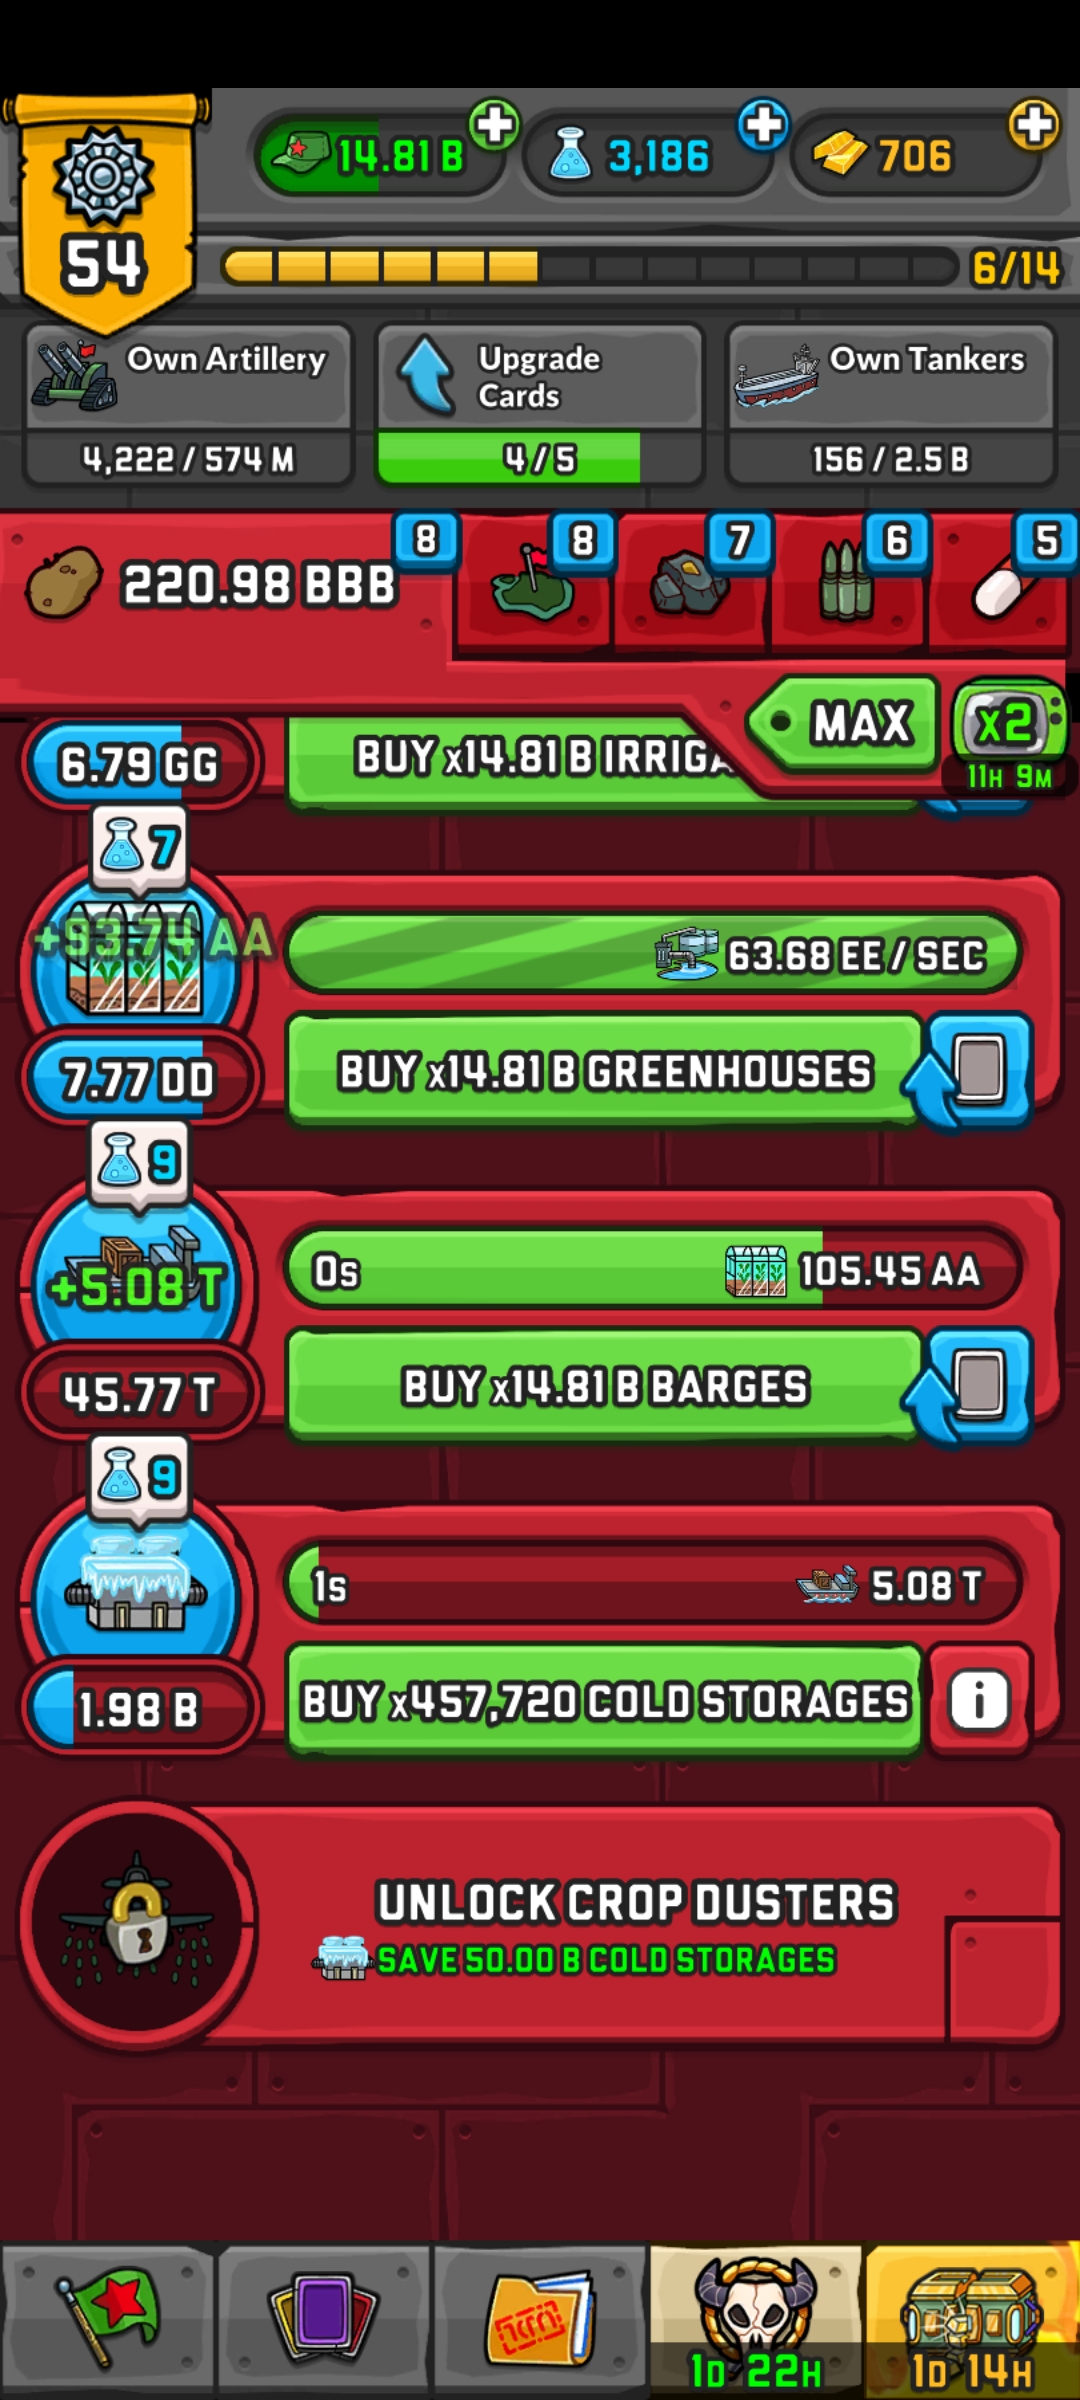 14.81 B
3,186
706
54
6/14
Own Artillery
4,222 / 574 M
Upgrade
Cards
4 / 5
Own Tankers
156 / 2.5 B
220.98 BBB
8
8
7
6
5
MAX
x2
11H 9M
6.79 GG
BUY x14.81 B IRRIGA
7
+93.74 AA
63.68 EE / SEC
7.77 DD
BUY x14.81 B GREENHOUSES
9
+5.08 T
0s
105.45 AA
45.77 T
BUY x14.81 B BARGES
9
1s
5.08 T
1.98 B
BUY x457,720 COLD STORAGES
i
UNLOCK CROP DUSTERS
SAVE 50.00 B COLD STORAGES
1D 22H
1D 14H